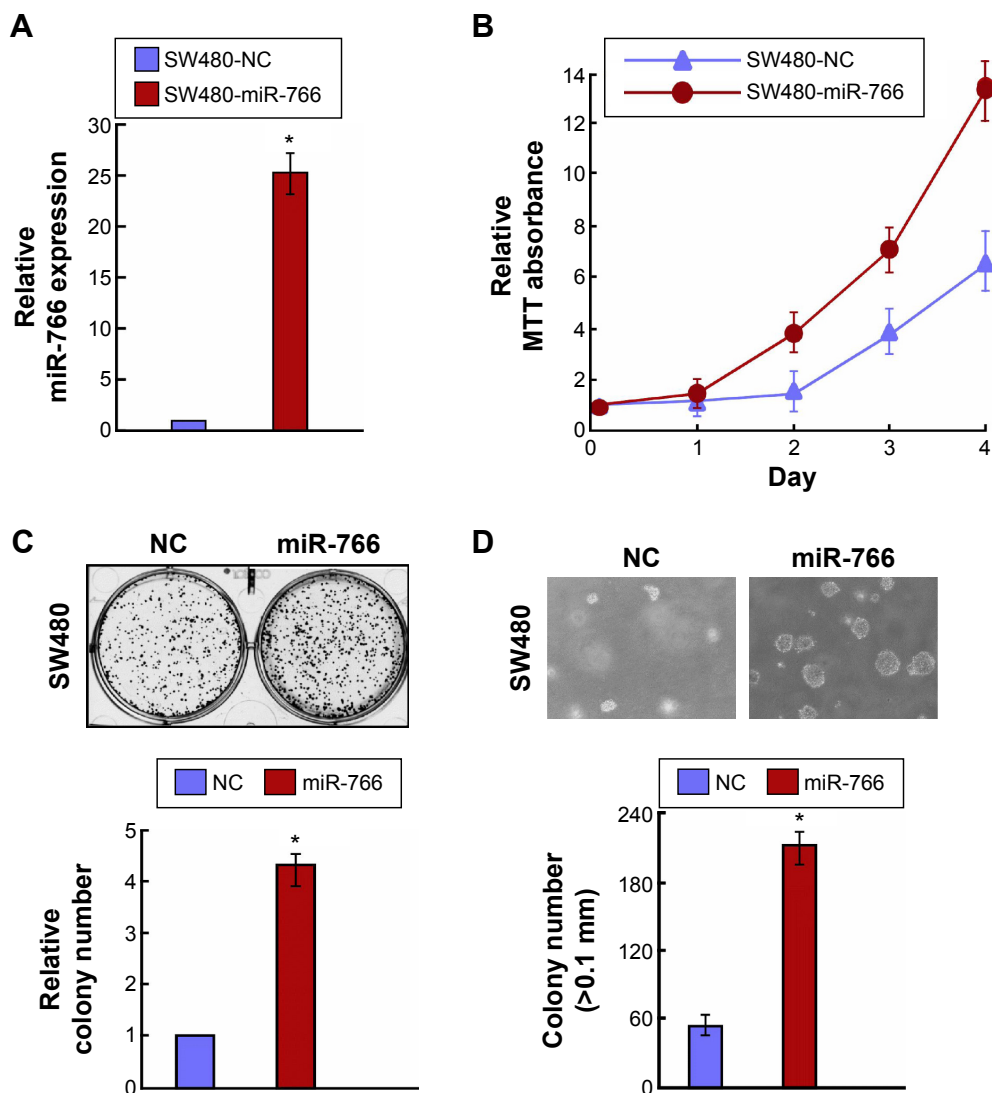 A
SW480-NC
SW480-miR-766
Relative
miR-766 expression
30
25
20
15
10
5
0
*
B
SW480-NC
SW480-miR-766
Relative
MTT absorbance
14
12
8
6
4
2
0
0 1 2 3 4
Day
C
NC miR-766
SW480
NC miR-766
Relative
colony number
5
4
3
2
1
0
*
D
NC miR-766
SW480
NC miR-766
Colony number
(>0.1 mm)
240
180
120
60
0
*